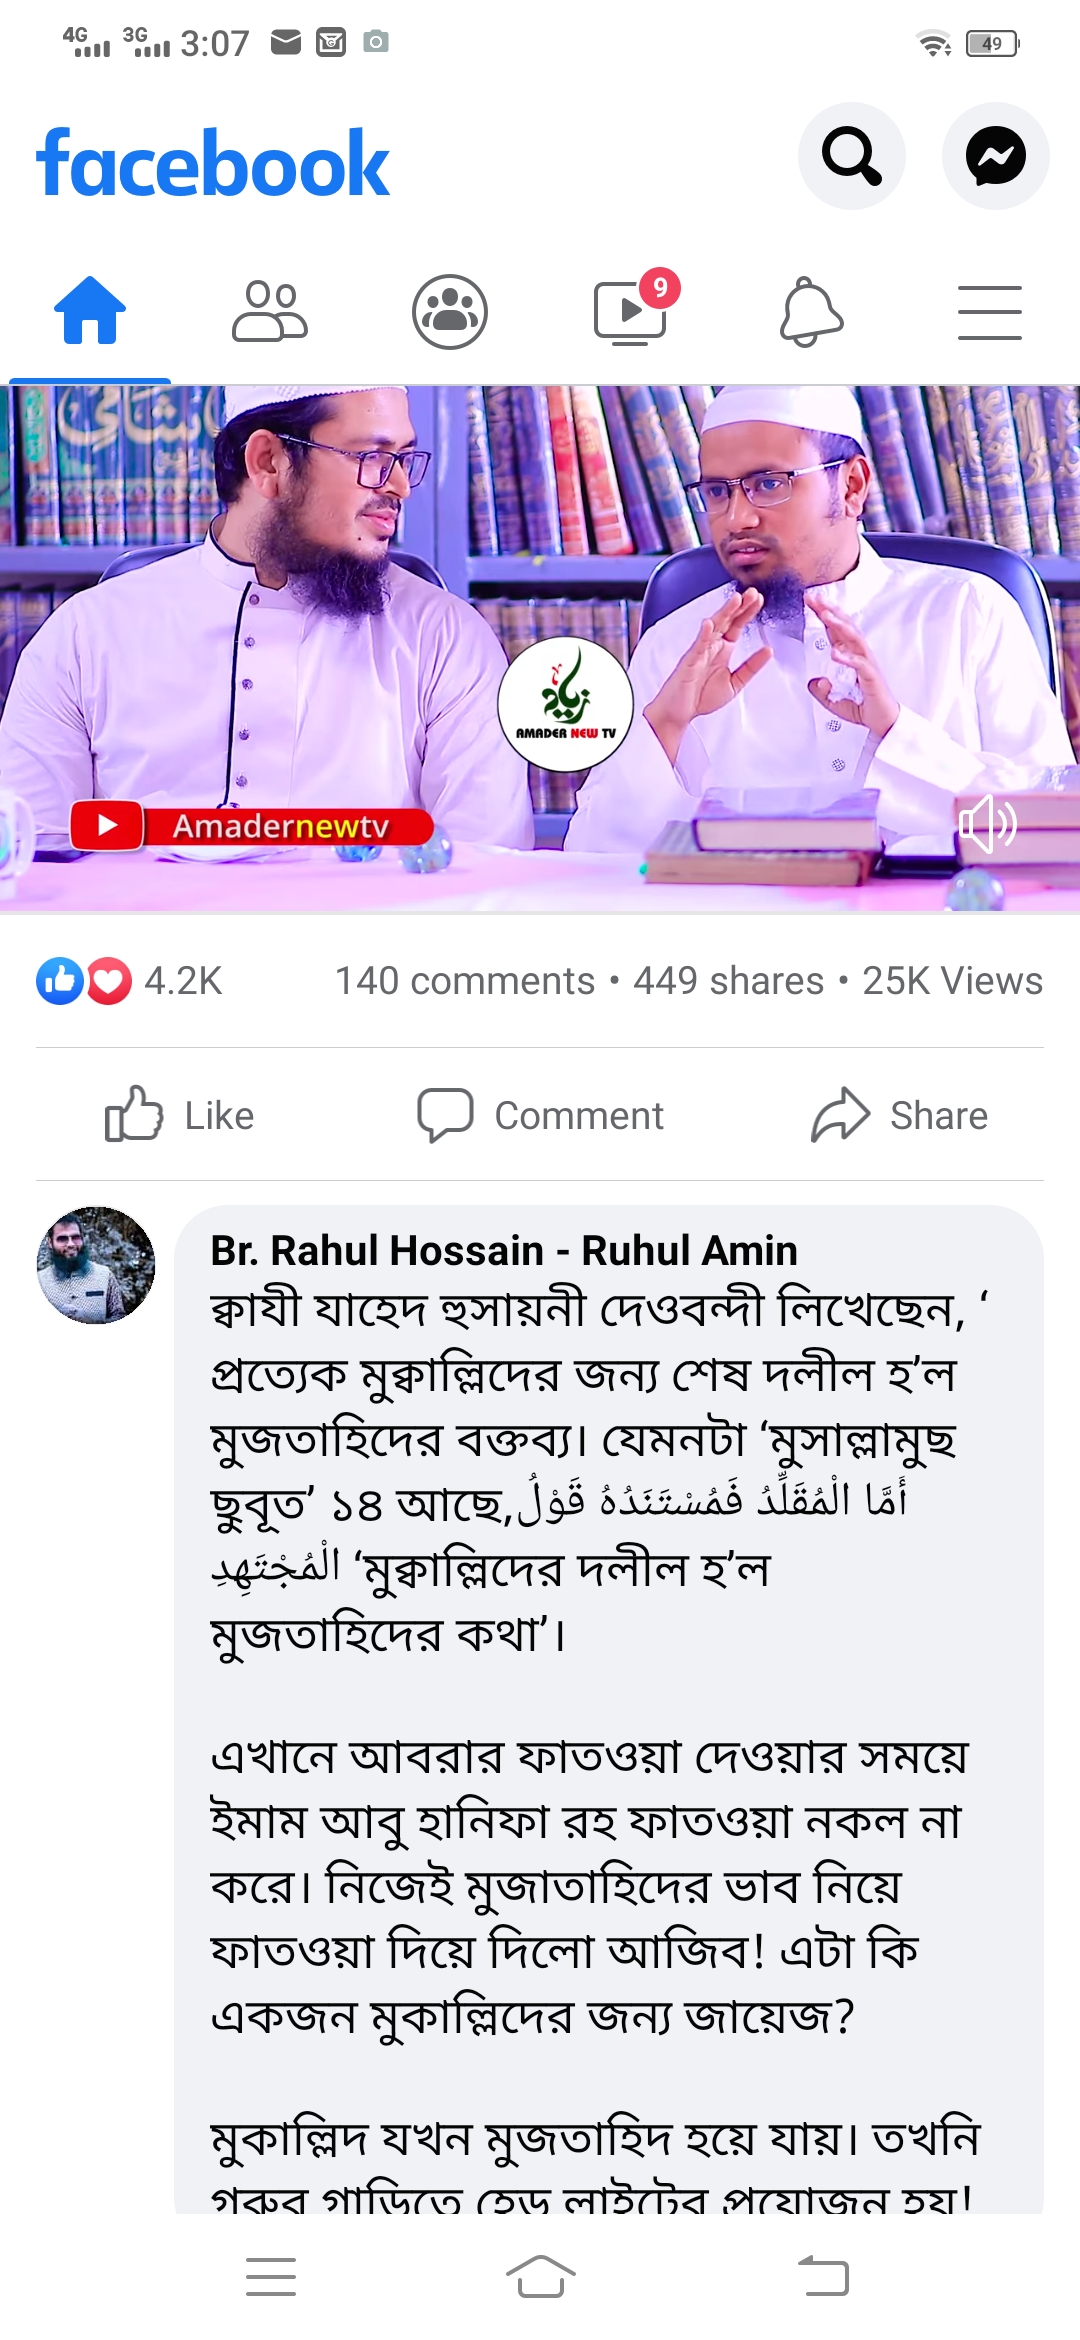 4G 3G 3:07 49
facebook
9
AMADER NEW TV
Amadernewtv
4.2K 140 comments • 449 shares • 25K Views
Like Comment Share
Br. Rahul Hossain - Ruhul Amin
ক্বাযী যাহেদ হুসায়নী দেওবন্দী লিখেছেন, ‘
প্রত্যেক মুক্বাল্লিদের জন্য শেষ দলীল হ’ল
মুজতাহিদের বক্তব্য। যেমনটা ‘মুসাল্লামুছ
ছুবূত’ ১৪ আছে,أَمَّا الْمُقَلِّدُ فَمُسْتَنَدُهُ قَوْلُ
الْمُجْتَهِدِ ‘মুক্বাল্লিদের দলীল হ’ল
মুজতাহিদের কথা’।
এখানে আবরার ফাতওয়া দেওয়ার সময়ে
ইমাম আবু হানিফা রহ ফাতওয়া নকল না
করে। নিজেই মুজাতাহিদের ভাব নিয়ে
ফাতওয়া দিয়ে দিলো আজিব! এটা কি
একজন মুকাল্লিদের জন্য জায়েজ?
মুকাল্লিদ যখন মুজতাহিদ হয়ে যায়। তখনি
গরুর গাড়িতে হেড লাইটের প্রয়োজন হয়!